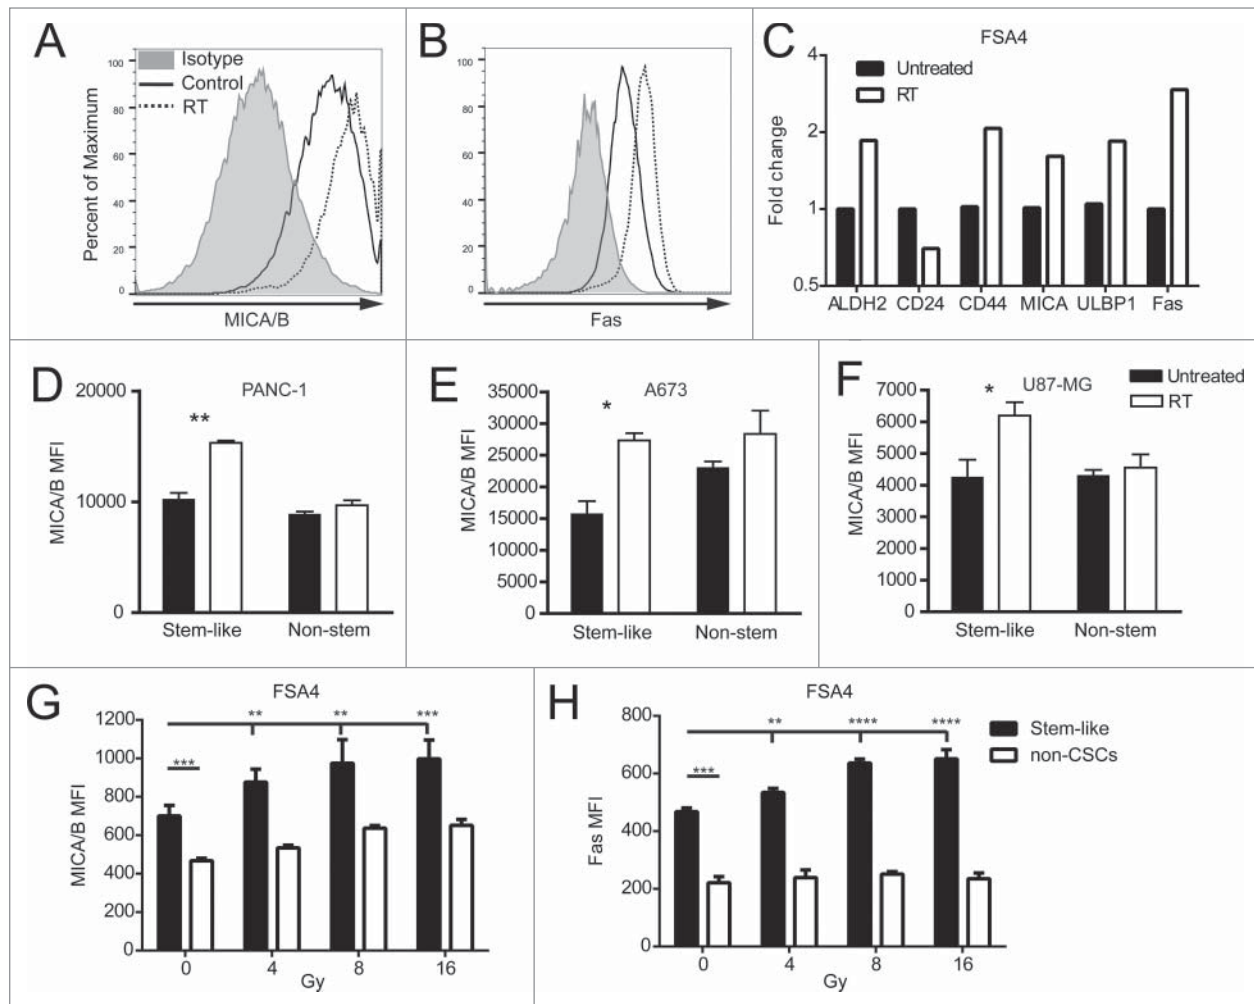 A
Isotype
Control
RT
100
80
60
40
20
0
Percent of Maximum
MICA/B
B
100
80
60
40
20
0
Fas
C
FSA4
Untreated
RT
4
2
1
0.5
Fold change
ALDH2 CD24 CD44 MICA ULBP1 Fas
D
PANC-1
20000
10000
0
MICA/B MFI
**
Stem-like Non-stem
E
A673
35000
30000
25000
20000
15000
10000
5000
0
MICA/B MFI
*
Stem-like Non-stem
F
U87-MG
Untreated
RT
7000
6000
5000
4000
3000
2000
1000
0
MICA/B MFI
*
Stem-like Non-stem
G
FSA4
1200
1000
800
600
400
200
0
MICA/B MFI
** ** ***
***
0 4 8 16
Gy
H
FSA4
800
600
400
200
0
Fas MFI
** **** ****
***
Stem-like
non-CSCs
0 4 8 16
Gy